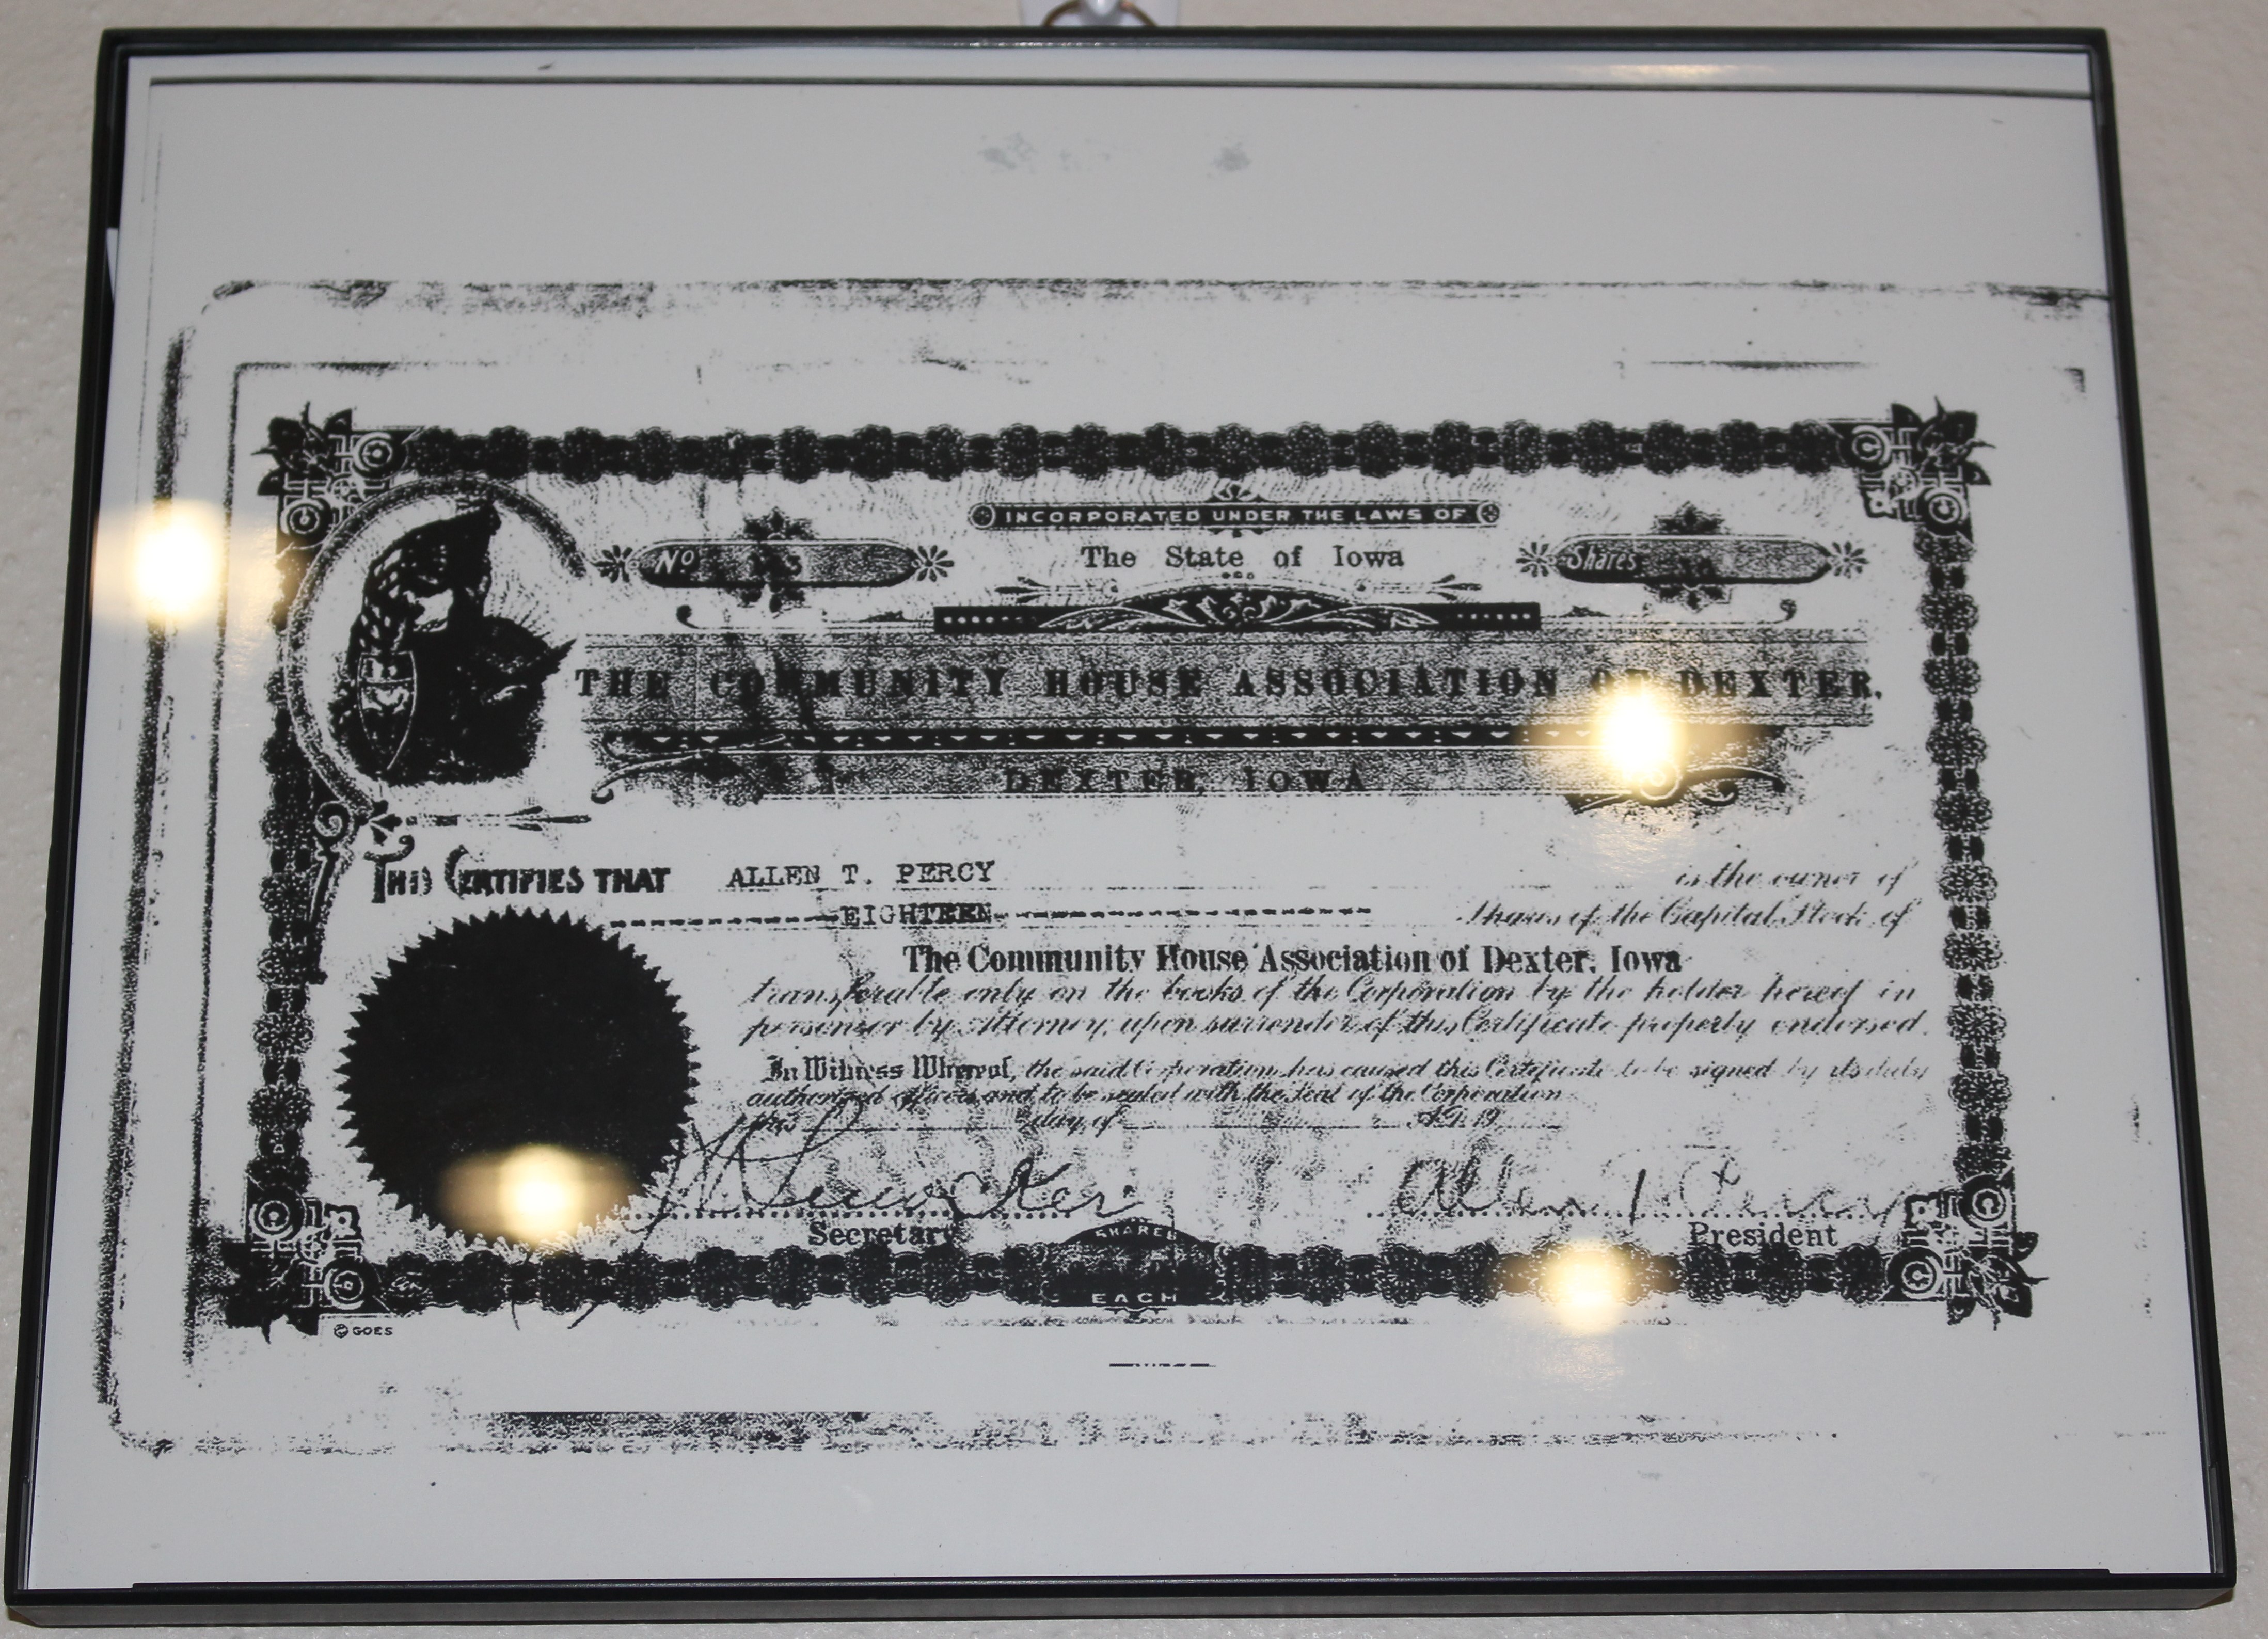 INCORPORATED UNDER THE LAWS OF
No
The State of Iowa
Shares
THE COMMUNITY HOUSE ASSOCIATION OF DEXTER,
DEXTER, IOWA
THIS CERTIFIES THAT ALLEN T. PERCY is the owner of
EIGHTEEN Shares of the Capital Stock of
The Community House Association of Dexter, Iowa
transferable only on the books of the Corporation by the holder hereof in
person or by Attorney, upon surrender of this Certificate properly endorsed.
In Witness Whereof, the said Corporation has caused this Certificate to be signed by its duly
authorized officers and to be sealed with the Seal of the Corporation
this day of A.D. 19
Allen T. Percy
Secretary
President
SHARES
EACH
© GOES